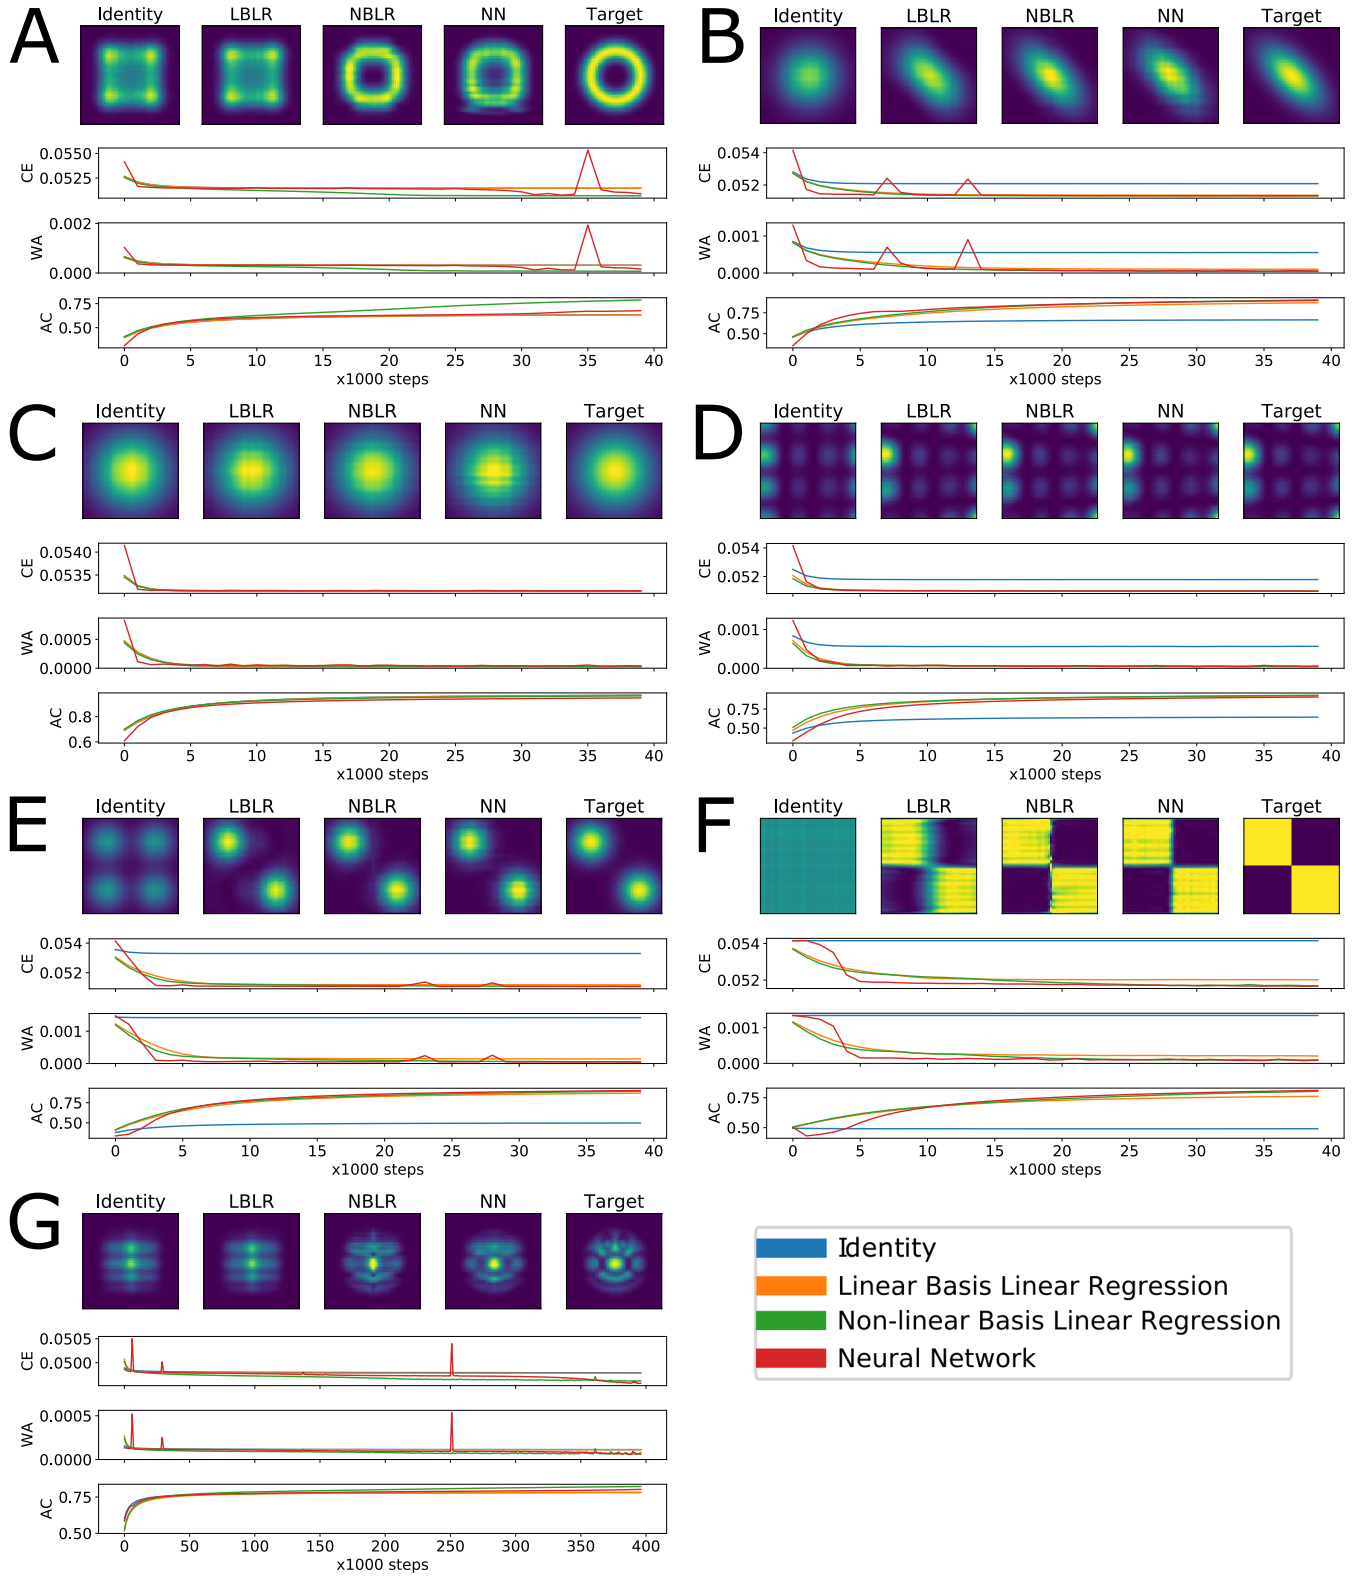 A
Identity LBLR NBLR NN Target
CE
0.0550
0.0525
WA
0.002
0.000
AC
0.75
0.50
0 5 10 15 20 25 30 35 40
x1000 steps
B
Identity LBLR NBLR NN Target
CE
0.054
0.052
WA
0.001
0.000
AC
0.75
0.50
0 5 10 15 20 25 30 35 40
x1000 steps
C
Identity LBLR NBLR NN Target
CE
0.0540
0.0535
WA
0.0005
0.0000
AC
0.8
0.6
0 5 10 15 20 25 30 35 40
x1000 steps
D
Identity LBLR NBLR NN Target
CE
0.054
0.052
WA
0.001
0.000
AC
0.75
0.50
0 5 10 15 20 25 30 35 40
x1000 steps
E
Identity LBLR NBLR NN Target
CE
0.054
0.052
WA
0.001
0.000
AC
0.75
0.50
0 5 10 15 20 25 30 35 40
x1000 steps
F
Identity LBLR NBLR NN Target
CE
0.054
0.052
WA
0.001
0.000
AC
0.75
0.50
0 5 10 15 20 25 30 35 40
x1000 steps
G
Identity LBLR NBLR NN Target
CE
0.0505
0.0500
WA
0.0005
0.0000
AC
0.75
0.50
0 50 100 150 200 250 300 350 400
x1000 steps
Identity
Linear Basis Linear Regression
Non-linear Basis Linear Regression
Neural Network